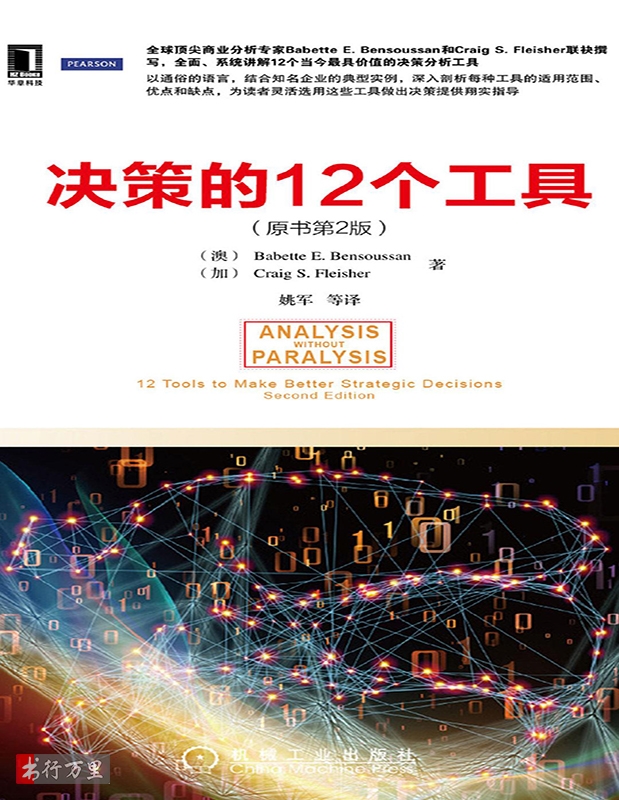 HZ Books
华章科技
PEARSON
全球顶尖商业分析专家Babette E. Bensoussan和Craig S. Fleisher联袂撰
写,全面、系统讲解12个当今最具价值的决策分析工具
以通俗的语言,结合知名企业的典型实例,深入剖析每种工具的适用范围、
优点和缺点,为读者灵活选用这些工具做出决策提供翔实指导
决策的12个工具
(原书第2版)
(澳) Babette E. Bensoussan
(加) Craig S. Fleisher
著
姚军 等译
ANALYSIS
WITHOUT
PARALYSIS
12 Tools to Make Better Strategic Decisions
Second Edition
机械工业出版社
China Machine Press
书行万里